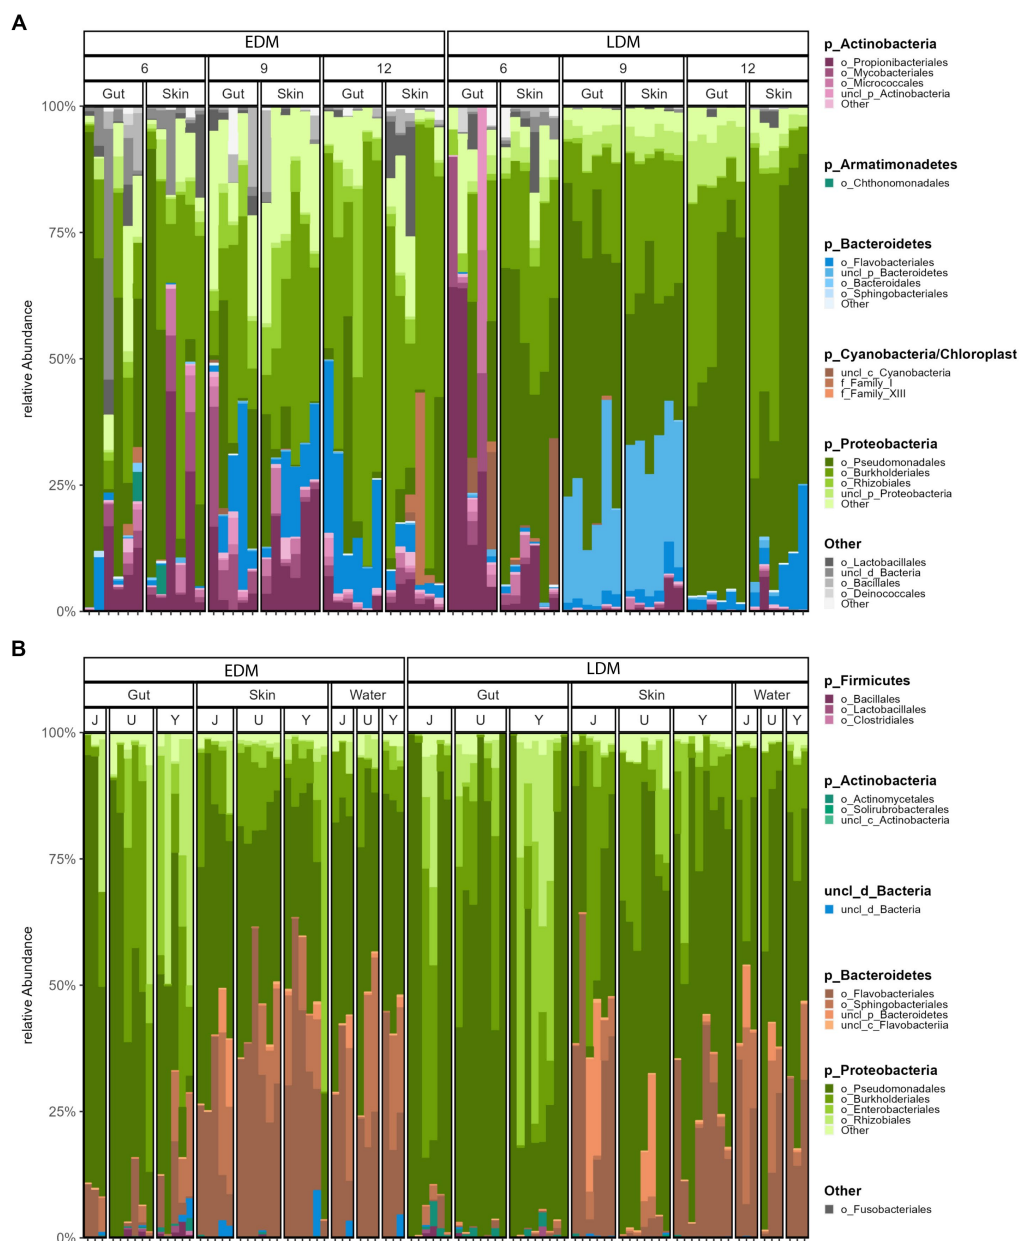 A
EDM LDM
6 9 12 6 9 12
Gut Skin Gut Skin Gut Skin Gut Skin Gut Skin Gut Skin
100%
75%
50%
25%
0%
relative Abundance
p_Actinobacteria
o_Propionibacteriales
o_Mycobacteriales
o_Micrococcales
uncl_p_Actinobacteria
Other
p_Armatimonadetes
o_Chthonomonadales
p_Bacteroidetes
o_Flavobacteriales
uncl_p_Bacteroidetes
o_Bacteroidales
o_Sphingobacteriales
Other
p_Cyanobacteria/Chloroplast
uncl_c_Cyanobacteria
f_Family_I
f_Family_XIII
p_Proteobacteria
o_Pseudomonadales
o_Burkholderiales
o_Rhizobiales
uncl_p_Proteobacteria
Other
Other
o_Lactobacillales
uncl_d_Bacteria
o_Bacillales
o_Deinococcales
Other
B
EDM LDM
Gut Skin Water Gut Skin Water
J U Y J U Y J U Y J U Y J U Y J U Y
100%
75%
50%
25%
0%
relative Abundance
p_Firmicutes
o_Bacillales
o_Lactobacillales
o_Clostridiales
p_Actinobacteria
o_Actinomycetales
o_Solirubrobacterales
uncl_c_Actinobacteria
uncl_d_Bacteria
uncl_d_Bacteria
p_Bacteroidetes
o_Flavobacteriales
o_Sphingobacteriales
uncl_p_Bacteroidetes
uncl_c_Flavobacteriia
p_Proteobacteria
o_Pseudomonadales
o_Burkholderiales
o_Enterobacteriales
o_Rhizobiales
Other
Other
o_Fusobacteriales